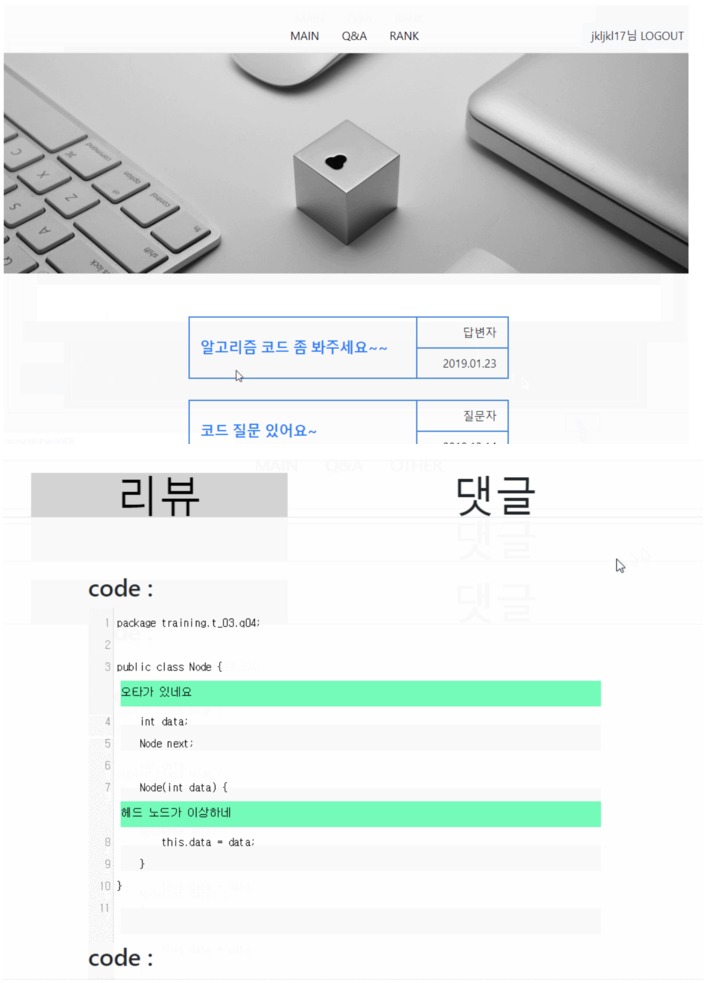 MAIN Q&A RANK jkljkl17님 LOGOUT
알고리즘 코드 좀 봐주세요~~
답변자
2019.01.23
코드 질문 있어요~
질문자
리뷰 댓글
code :
1 package training.t_03.q04;
2
3 public class Node {
오타가 있네요
4 int data;
5 Node next;
6
7 Node(int data) {
헤드 노드가 이상하네
8 this.data = data;
9 }
10 }
11
code :